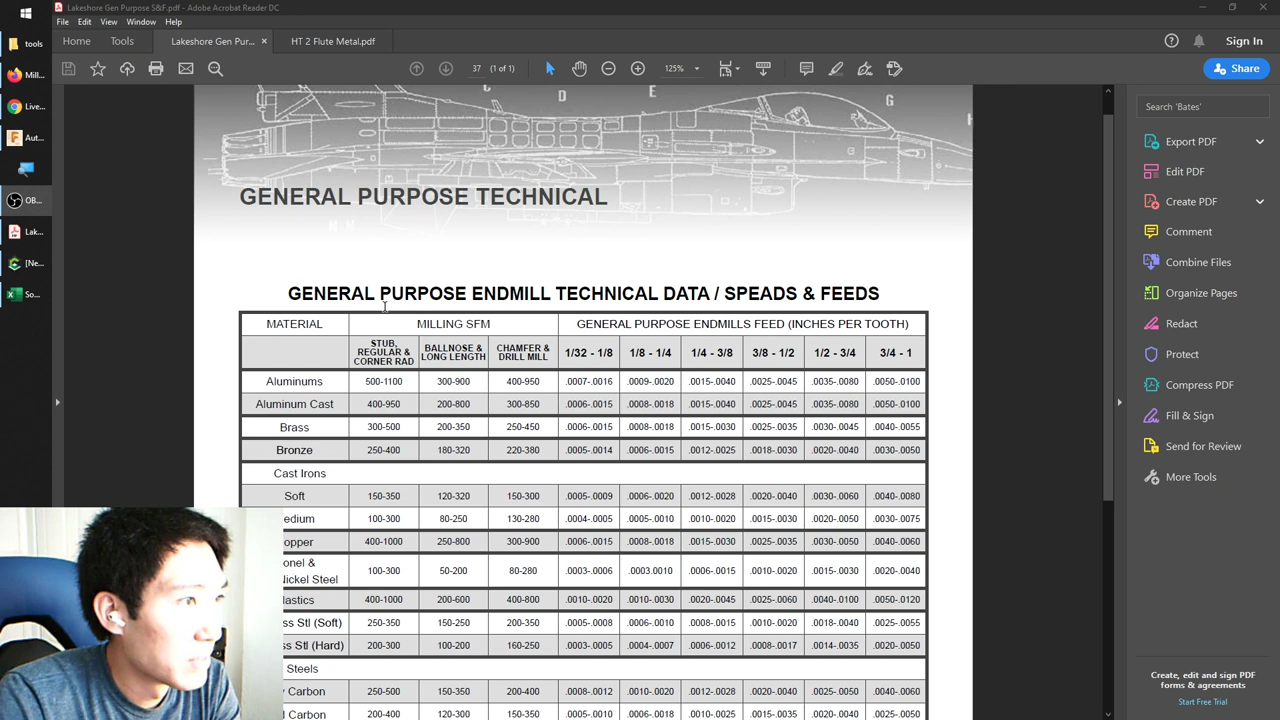 Lakeshore Gen Purpose S&F.pdf - Adobe Acrobat Reader DC
File Edit View Window Help
Home Tools Lakeshore Gen Pur... × HT 2 Flute Metal.pdf Sign In
37 (1 of 1) 125% Share
tools
Mill...
Live...
Aut...
OB...
Lak...
[Ne...
So...
C D E G
GENERAL PURPOSE TECHNICAL
GENERAL PURPOSE ENDMILL TECHNICAL DATA / SPEADS & FEEDS
MATERIAL MILLING SFM GENERAL PURPOSE ENDMILLS FEED (INCHES PER TOOTH)
STUB, REGULAR & CORNER RAD BALLNOSE & LONG LENGTH CHAMFER & DRILL MILL 1/32 - 1/8 1/8 - 1/4 1/4 - 3/8 3/8 - 1/2 1/2 - 3/4 3/4 - 1
Aluminums 500-1100 300-900 400-950 .0007-.0016 .0009-.0020 .0015-.0040 .0025-.0045 .0035-.0080 .0050-.0100
Aluminum Cast 400-950 200-800 300-850 .0006-.0015 .0008-.0018 .0015-.0040 .0025-.0045 .0035-.0080 .0050-.0100
Brass 300-500 200-350 250-450 .0006-.0015 .0008-.0018 .0015-.0030 .0025-.0035 .0030-.0045 .0040-.0055
Bronze 250-400 180-320 220-380 .0005-.0014 .0006-.0015 .0012-.0025 .0018-.0030 .0020-.0040 .0030-.0050
Cast Irons
Soft 150-350 120-320 150-300 .0005-.0009 .0006-.0020 .0012-.0028 .0020-.0040 .0030-.0060 .0040-.0080
edium 100-300 80-250 130-280 .0004-.0005 .0005-.0010 .0010-.0020 .0015-.0030 .0020-.0050 .0030-.0075
opper 400-1000 250-800 300-900 .0006-.0015 .0008-.0018 .0015-.0030 .0025-.0035 .0030-.0050 .0040-.0060
onel &
Nickel Steel 100-300 50-200 80-280 .0003-.0006 .0003.0010 .0006-.0015 .0010-.0020 .0015-.0030 .0020-.0040
lastics 400-1000 200-600 400-800 .0010-.0020 .0010-.0030 .0020-.0045 .0025-.0060 .0040-.0100 .0050-.0120
ss Stl (Soft) 250-350 150-250 200-350 .0005-.0008 .0006-.0010 .0008-.0015 .0010-.0020 .0018-.0040 .0025-.0055
ss Stl (Hard) 200-300 100-200 160-250 .0003-.0005 .0004-.0007 .0006-.0012 .0008-.0017 .0014-.0035 .0020-.0050
Steels
Carbon 250-500 150-350 200-400 .0008-.0012 .0010-.0020 .0012-.0028 .0020-.0040 .0025-.0050 .0040-.0060
Carbon 200-400 120-300 150-350 .0005-.0010 .0006-.0018 .0010-.0025 .0015-.0035 .0020-.0045 .0035-.0055
Search 'Bates'
Export PDF
Edit PDF
Create PDF
Comment
Combine Files
Organize Pages
Redact
Protect
Compress PDF
Fill & Sign
Send for Review
More Tools
Create, edit and sign PDF
forms & agreements
Start Free Trial